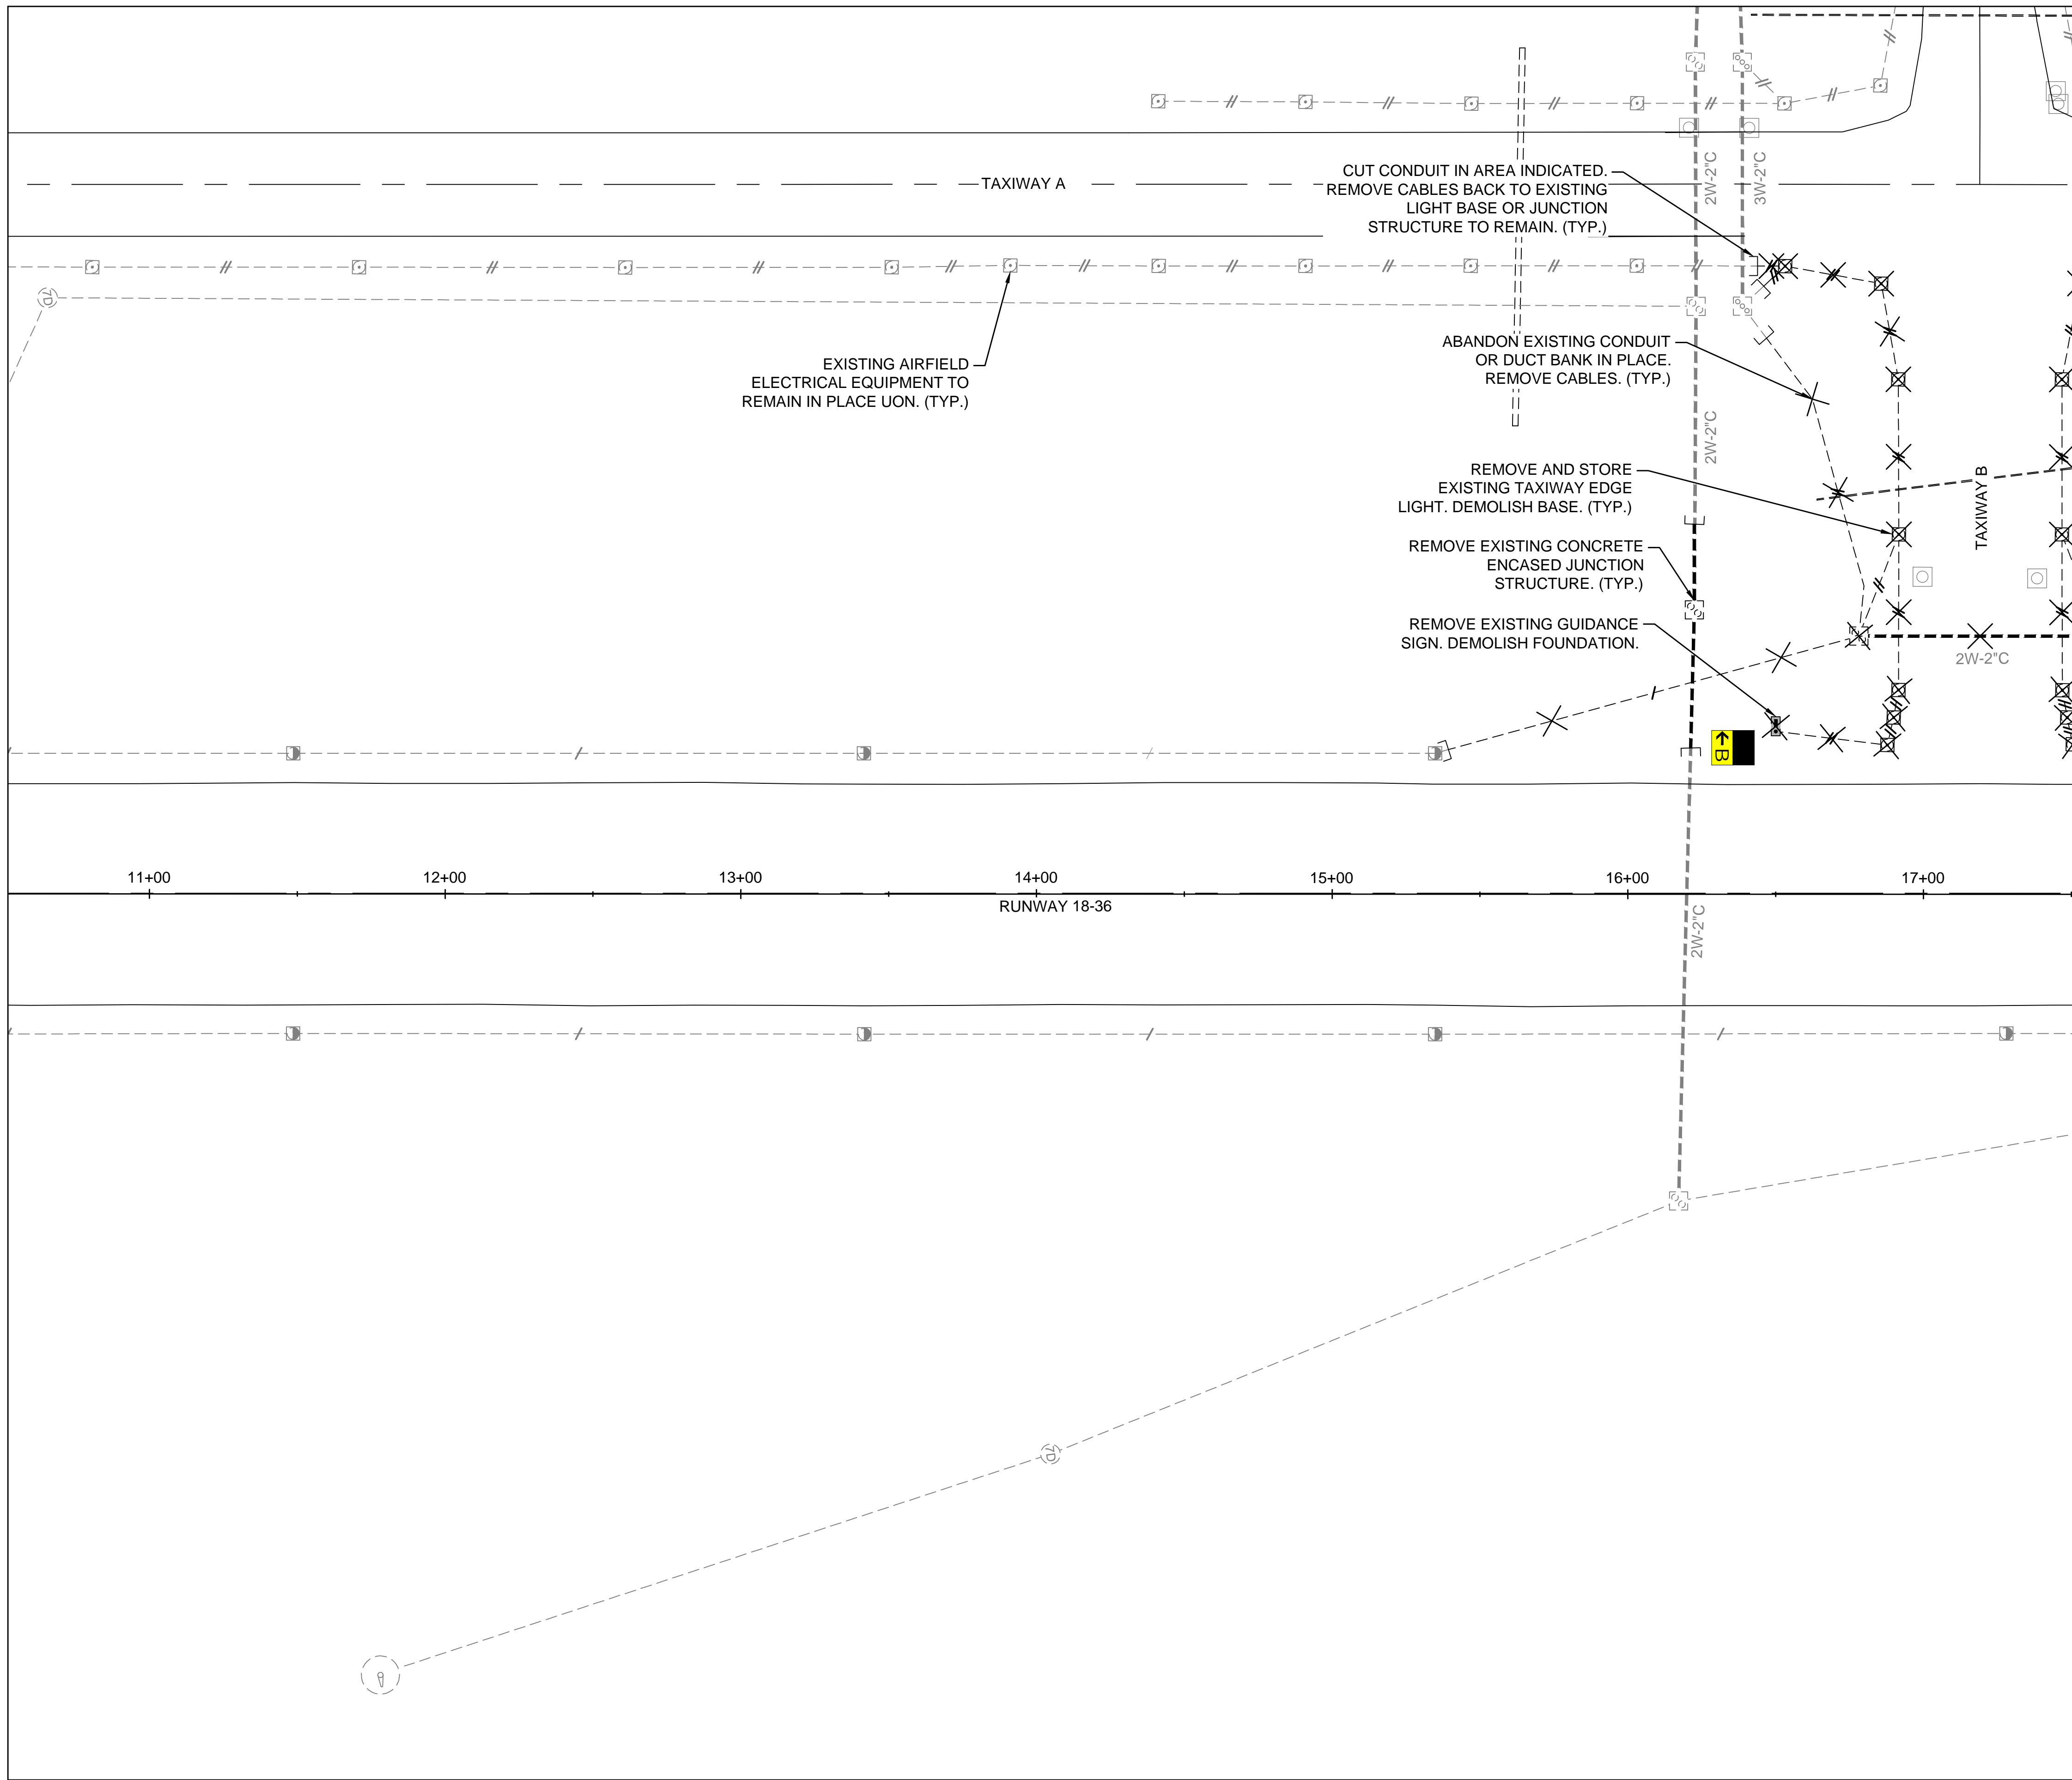 TAXIWAY A
CUT CONDUIT IN AREA INDICATED.
REMOVE CABLES BACK TO EXISTING
LIGHT BASE OR JUNCTION
STRUCTURE TO REMAIN. (TYP.)
2W-2"C
3W-2"C
7D
EXISTING AIRFIELD
ELECTRICAL EQUIPMENT TO
REMAIN IN PLACE UON. (TYP.)
ABANDON EXISTING CONDUIT
OR DUCT BANK IN PLACE.
REMOVE CABLES. (TYP.)
2W-2"C
REMOVE AND STORE
EXISTING TAXIWAY EDGE
LIGHT. DEMOLISH BASE. (TYP.)
TAXIWAY B
REMOVE EXISTING CONCRETE
ENCASED JUNCTION
STRUCTURE. (TYP.)
REMOVE EXISTING GUIDANCE
SIGN. DEMOLISH FOUNDATION.
2W-2"C
←B
11+00
12+00
13+00
14+00
15+00
16+00
17+00
RUNWAY 18-36
2W-2"C
7D